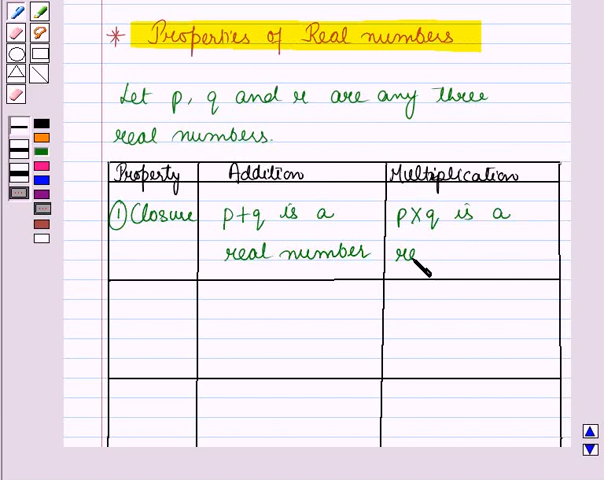 * Properties of Real numbers
Let p, q and r are any three
real numbers.
Property Addition Multiplication
① Closure p+q is a p×q is a
real number re